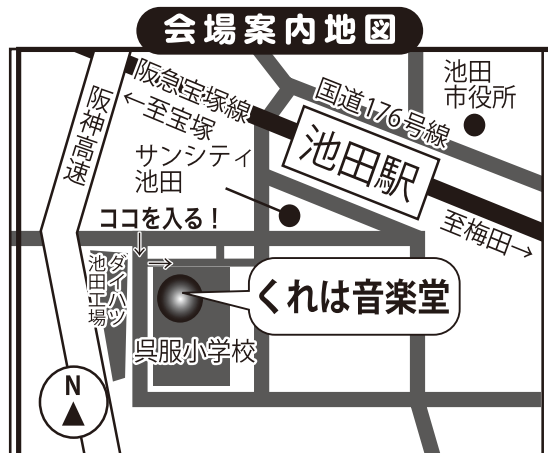 会場案内地図
阪急宝塚線
←至宝塚
阪神高速
国道176号線
池田
市役所
池田駅
サンシティ
池田
至梅田→
ココを入る!
↓
→
ダイハツ
池田工場
くれは音楽堂
呉服小学校
N